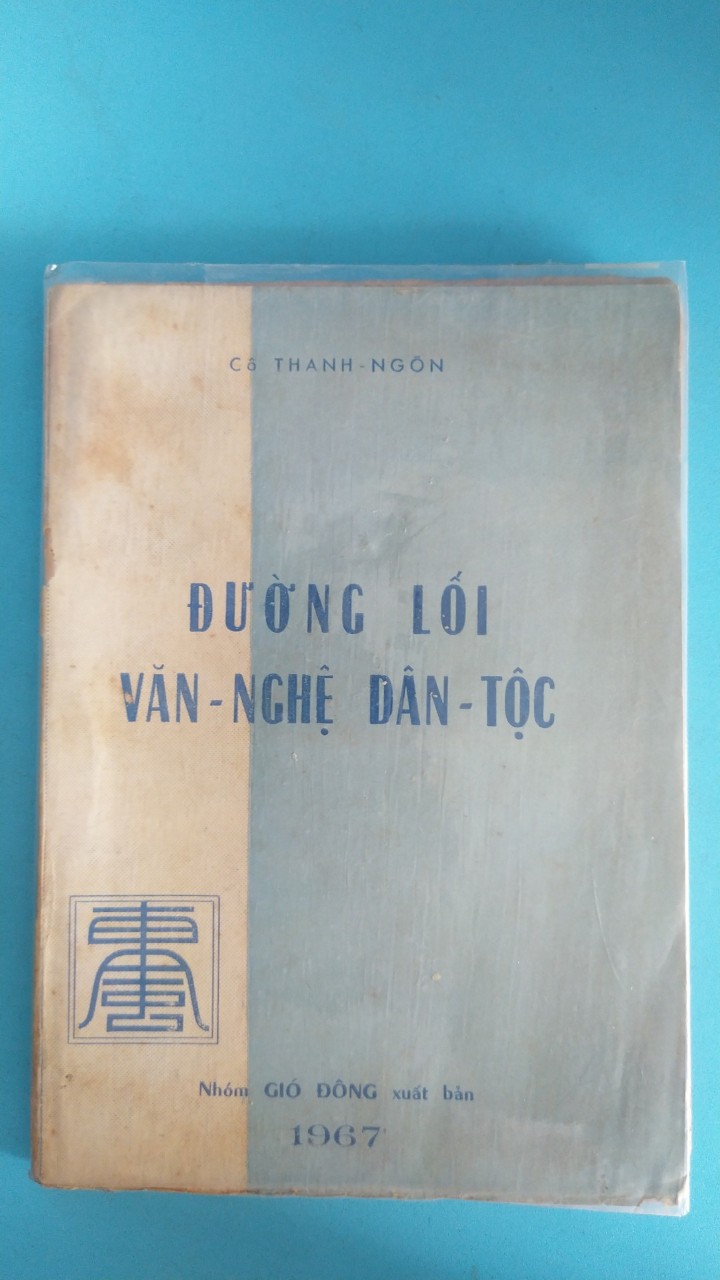 Cô THANH-NGÔN
ĐƯỜNG LỐI
VĂN-NGHỆ DÂN-TỘC
Nhóm GIÓ ĐÔNG xuất bản
1967